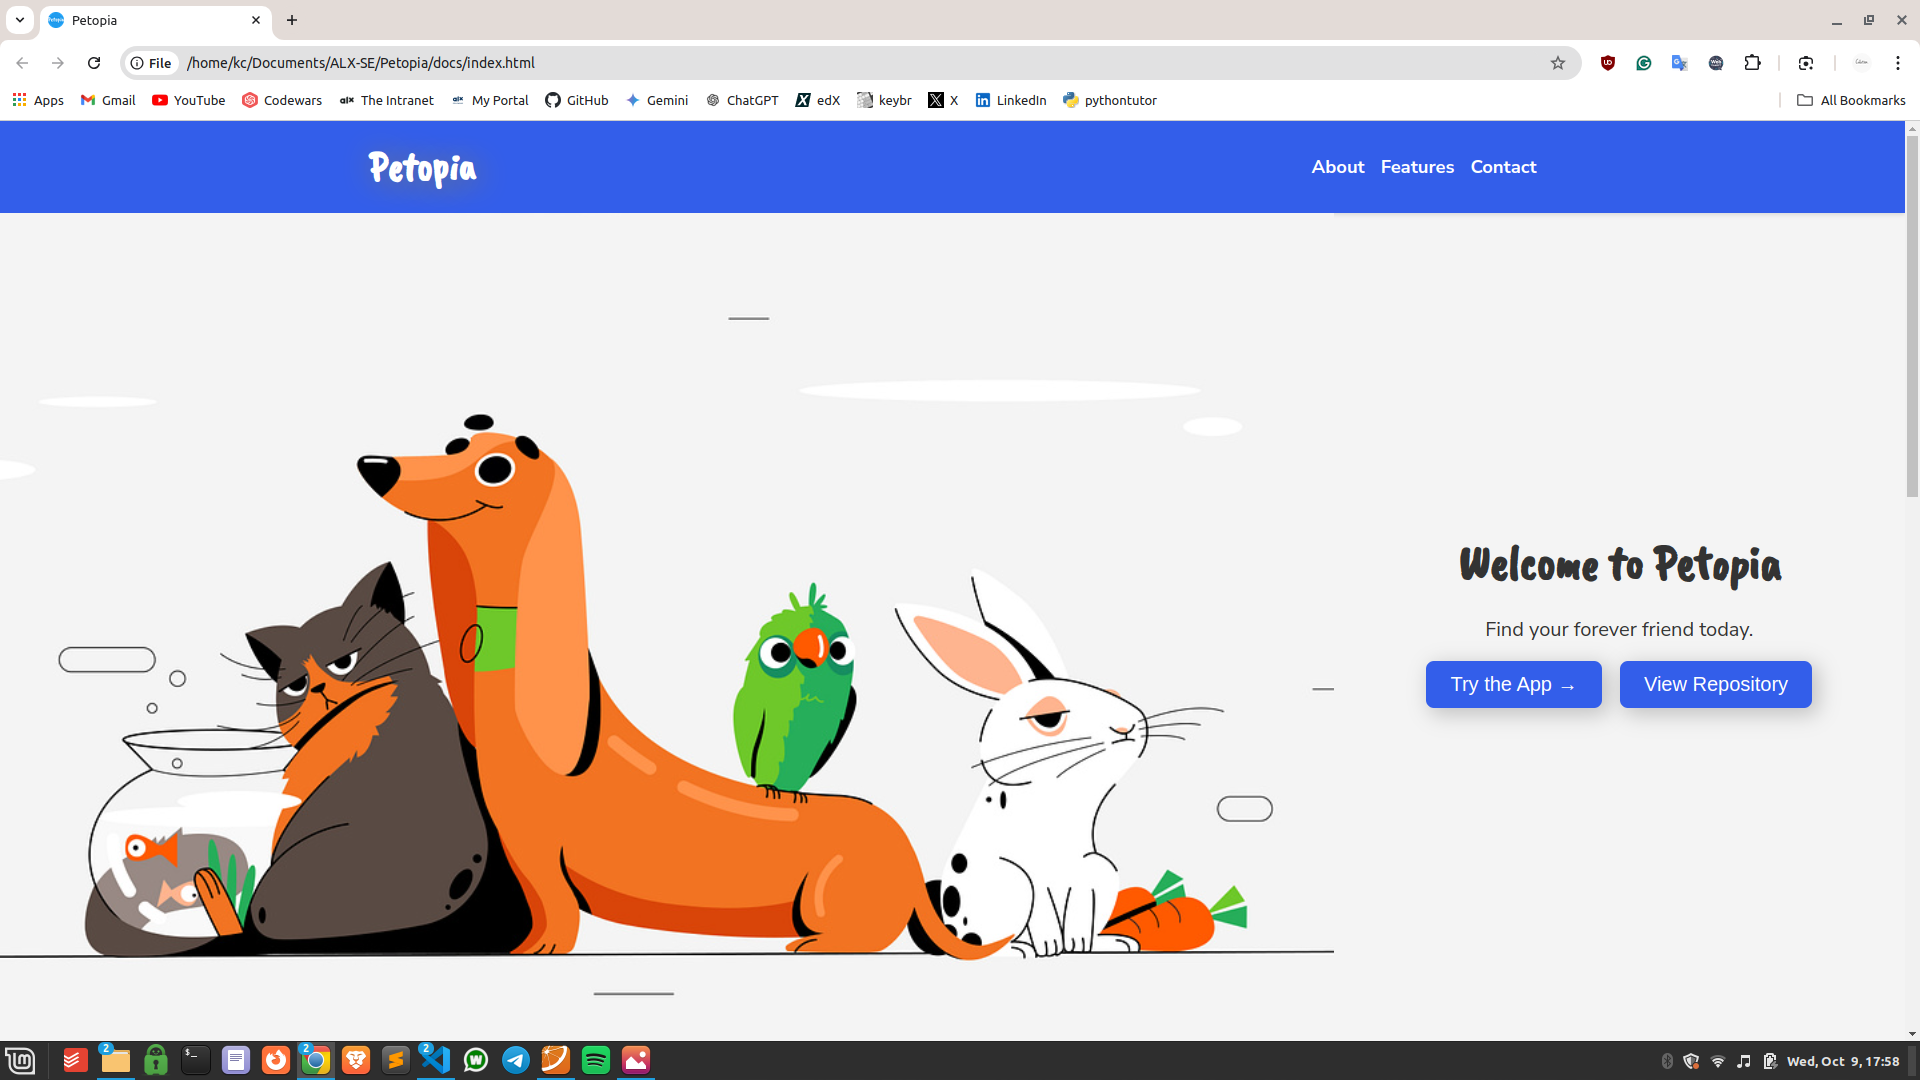 Petopia
File
/home/kc/Documents/ALX-SE/Petopia/docs/index.html
Apps
Gmail
YouTube
Codewars
alx The Intranet
alx My Portal
GitHub
Gemini
ChatGPT
edX
keybr
X
LinkedIn
pythontutor
All Bookmarks
Petopia
About
Features
Contact
Welcome to Petopia
Find your forever friend today.
Try the App →
View Repository
2
2
2
Wed, Oct 9, 17:58